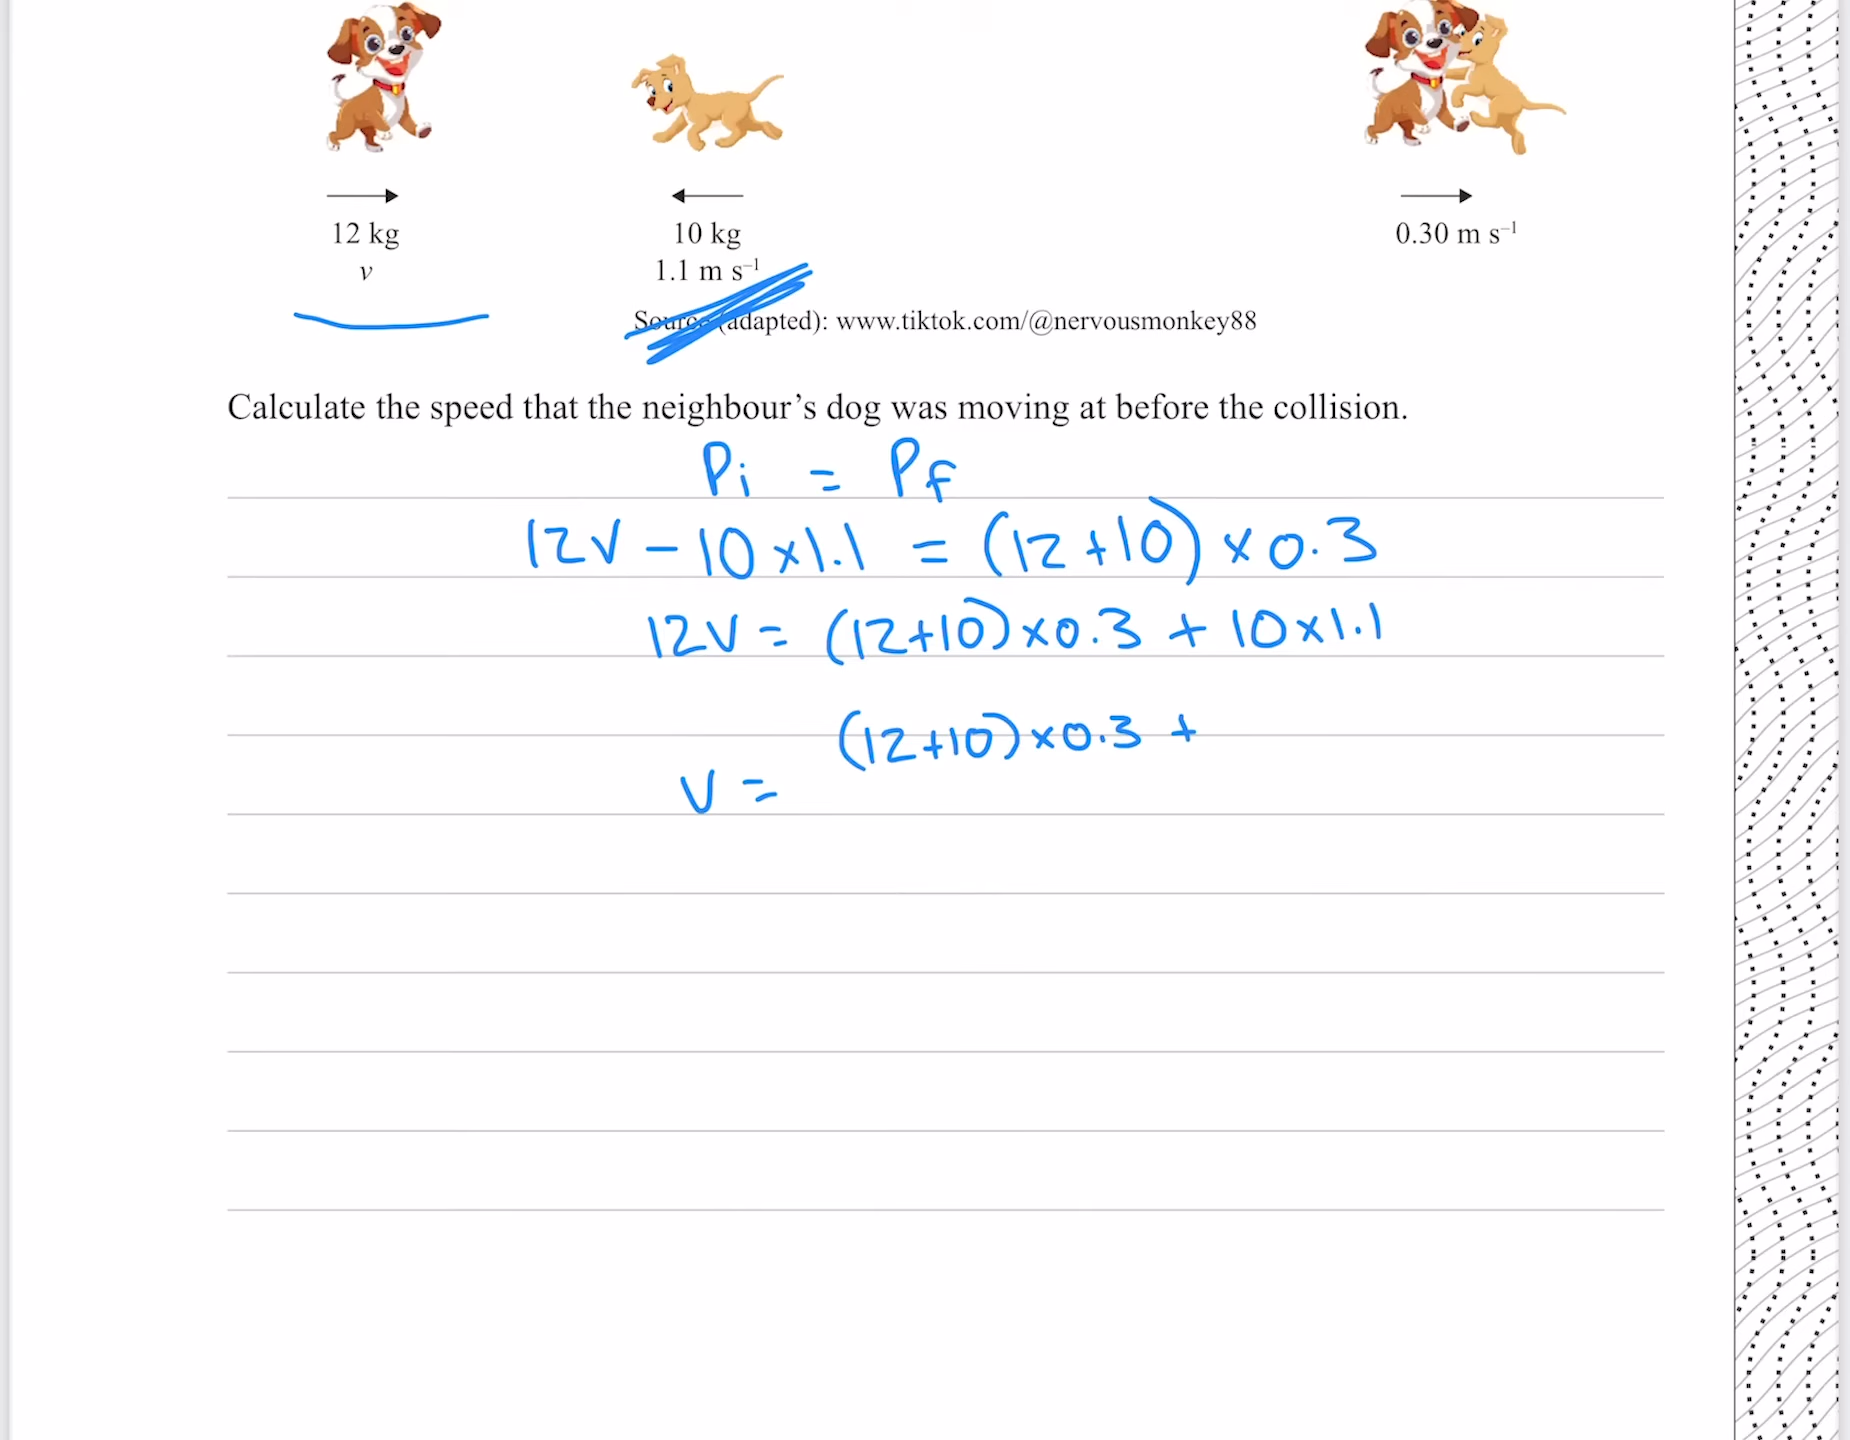 12 kg 10 kg 0.30 m s⁻¹
v 1.1 m s⁻¹
Source (adapted): www.tiktok.com/@nervousmonkey88
Calculate the speed that the neighbour’s dog was moving at before the collision.
Pi = Pf
12v - 10 x 1.1 = (12+10) x 0.3
12v = (12+10) x 0.3 + 10 x 1.1
(12+10) x 0.3 +
v =